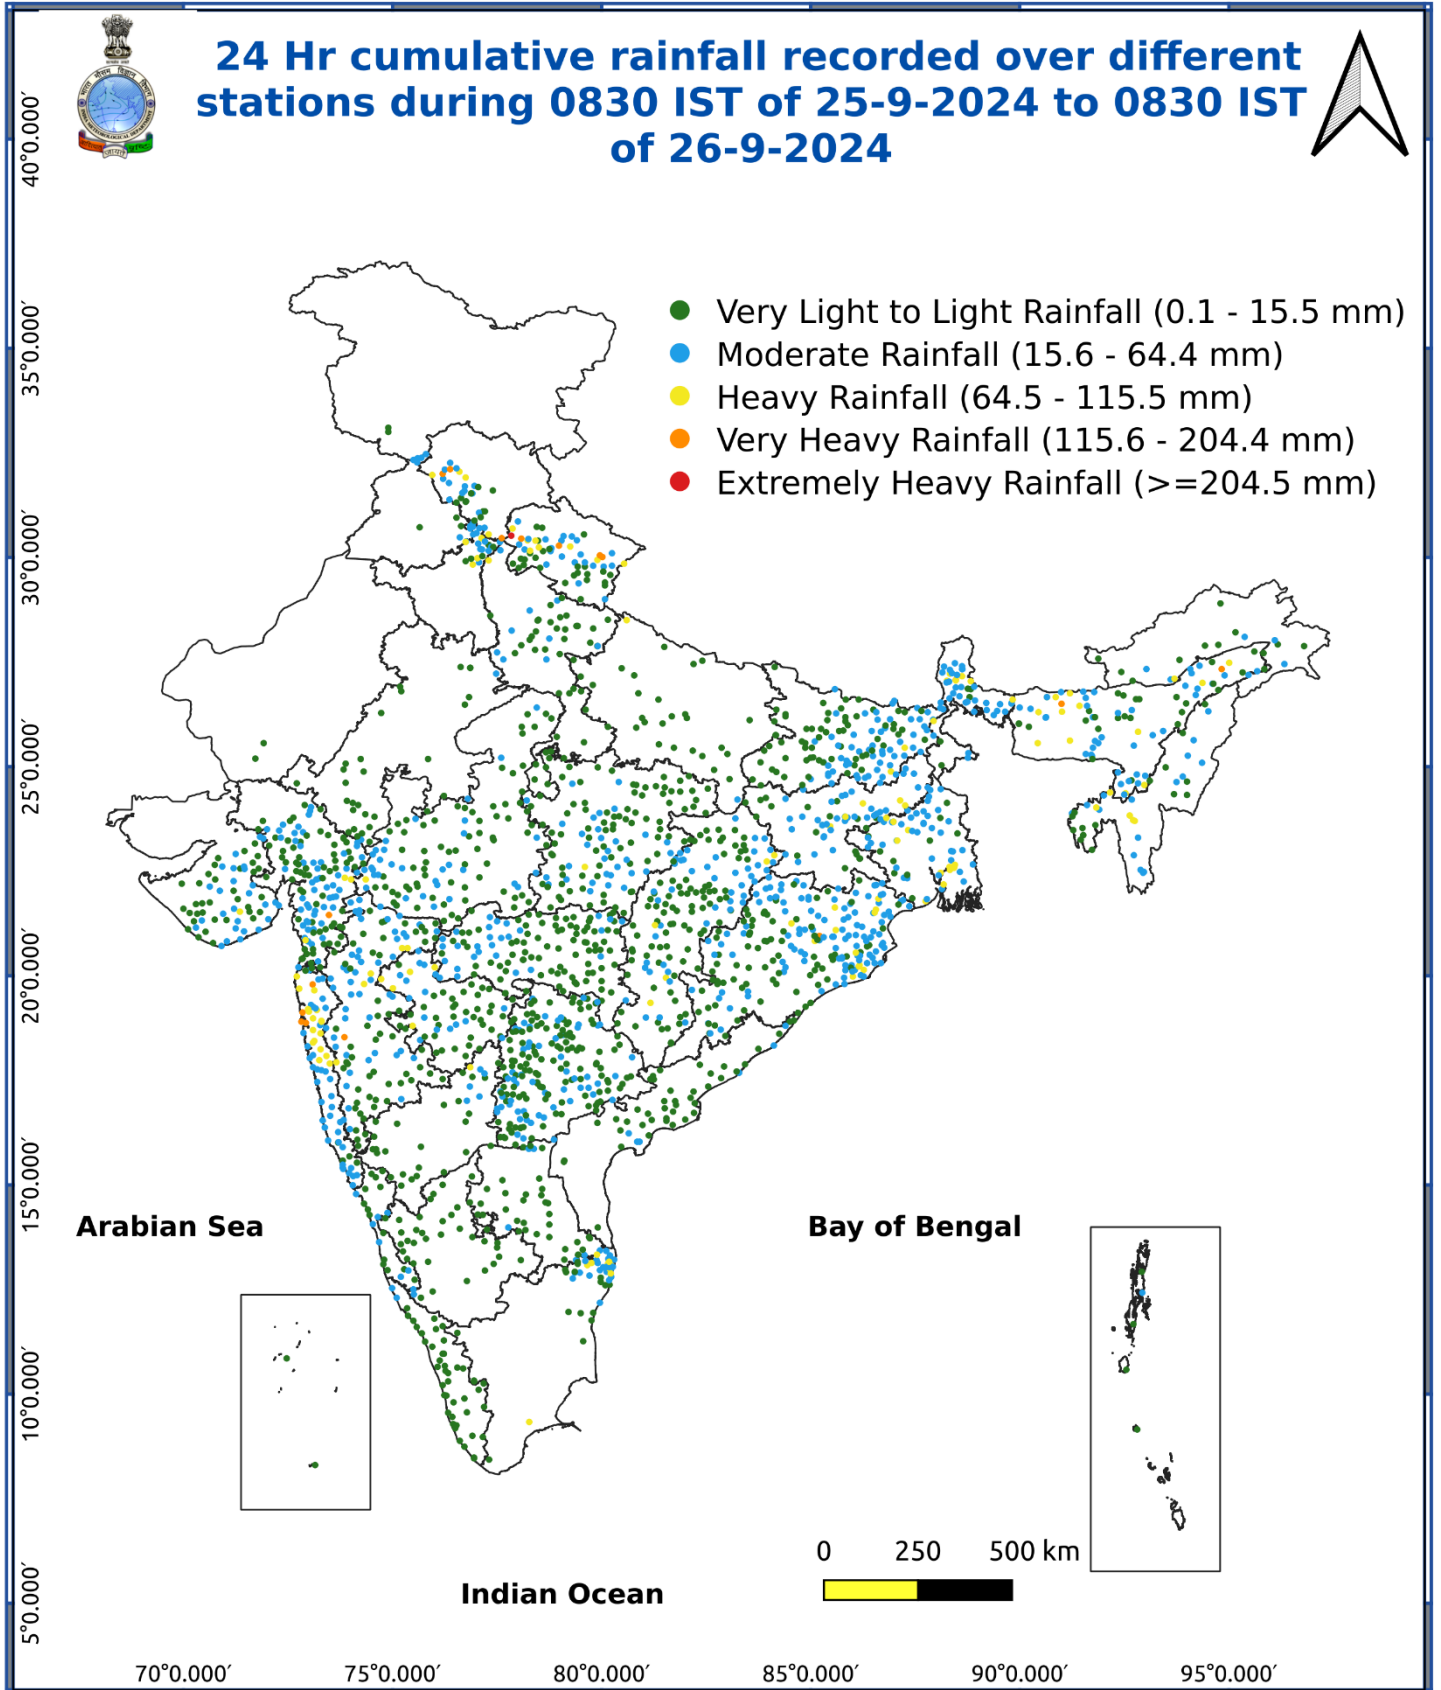 24 Hr cumulative rainfall recorded over different
stations during 0830 IST of 25-9-2024 to 0830 IST
of 26-9-2024
Very Light to Light Rainfall (0.1 - 15.5 mm)
Moderate Rainfall (15.6 - 64.4 mm)
Heavy Rainfall (64.5 - 115.5 mm)
Very Heavy Rainfall (115.6 - 204.4 mm)
Extremely Heavy Rainfall (>=204.5 mm)
40°0.000′
35°0.000′
30°0.000′
25°0.000′
20°0.000′
15°0.000′
10°0.000′
5°0.000′
Arabian Sea
Bay of Bengal
Indian Ocean
0 250 500 km
70°0.000′ 75°0.000′ 80°0.000′ 85°0.000′ 90°0.000′ 95°0.000′